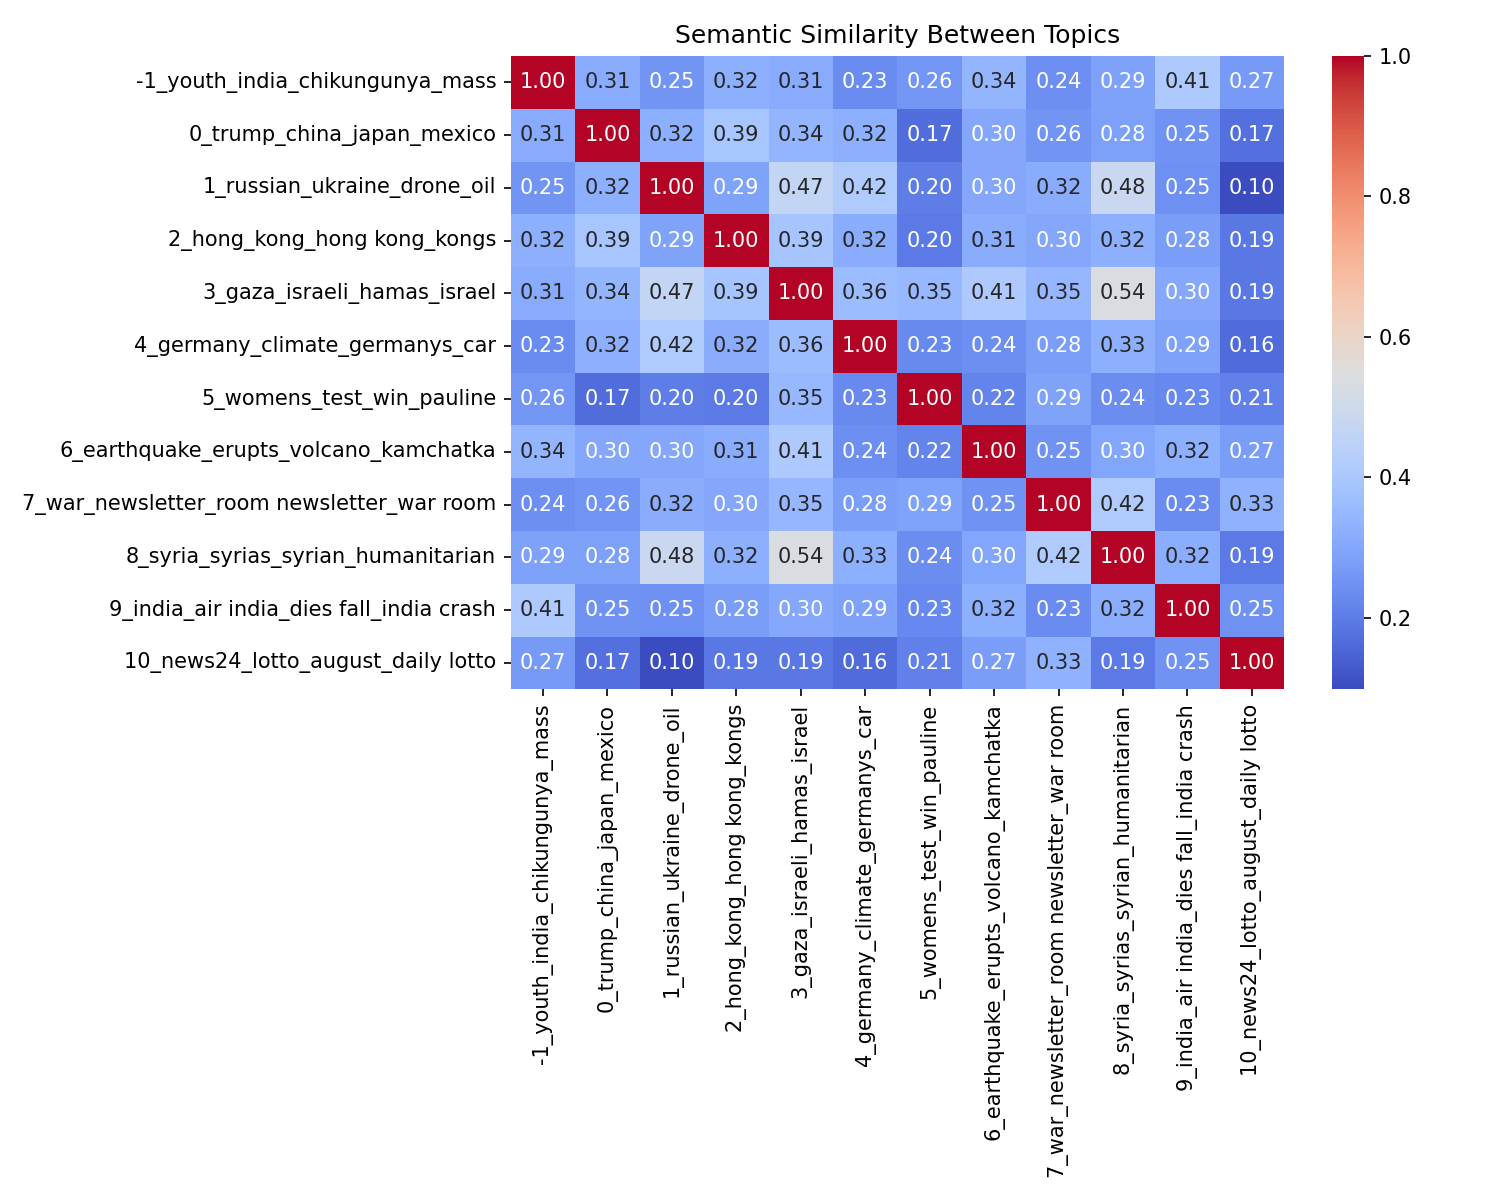 Semantic Similarity Between Topics
-1_youth_india_chikungunya_mass 1.00 0.31 0.25 0.32 0.31 0.23 0.26 0.34 0.24 0.29 0.41 0.27
0_trump_china_japan_mexico 0.31 1.00 0.32 0.39 0.34 0.32 0.17 0.30 0.26 0.28 0.25 0.17
1_russian_ukraine_drone_oil 0.25 0.32 1.00 0.29 0.47 0.42 0.20 0.30 0.32 0.48 0.25 0.10
2_hong_kong_hong kong_kongs 0.32 0.39 0.29 1.00 0.39 0.32 0.20 0.31 0.30 0.32 0.28 0.19
3_gaza_israeli_hamas_israel 0.31 0.34 0.47 0.39 1.00 0.36 0.35 0.41 0.35 0.54 0.30 0.19
4_germany_climate_germanys_car 0.23 0.32 0.42 0.32 0.36 1.00 0.23 0.24 0.28 0.33 0.29 0.16
5_womens_test_win_pauline 0.26 0.17 0.20 0.20 0.35 0.23 1.00 0.22 0.29 0.24 0.23 0.21
6_earthquake_erupts_volcano_kamchatka 0.34 0.30 0.30 0.31 0.41 0.24 0.22 1.00 0.25 0.30 0.32 0.27
7_war_newsletter_room newsletter_war room 0.24 0.26 0.32 0.30 0.35 0.28 0.29 0.25 1.00 0.42 0.23 0.33
8_syria_syrias_syrian_humanitarian 0.29 0.28 0.48 0.32 0.54 0.33 0.24 0.30 0.42 1.00 0.32 0.19
9_india_air india_dies fall_india crash 0.41 0.25 0.25 0.28 0.30 0.29 0.23 0.32 0.23 0.32 1.00 0.25
10_news24_lotto_august_daily lotto 0.27 0.17 0.10 0.19 0.19 0.16 0.21 0.27 0.33 0.19 0.25 1.00
-1_youth_india_chikungunya_mass
0_trump_china_japan_mexico
1_russian_ukraine_drone_oil
2_hong_kong_hong kong_kongs
3_gaza_israeli_hamas_israel
4_germany_climate_germanys_car
5_womens_test_win_pauline
6_earthquake_erupts_volcano_kamchatka
7_war_newsletter_room newsletter_war room
8_syria_syrias_syrian_humanitarian
9_india_air india_dies fall_india crash
10_news24_lotto_august_daily lotto
1.0
0.8
0.6
0.4
0.2